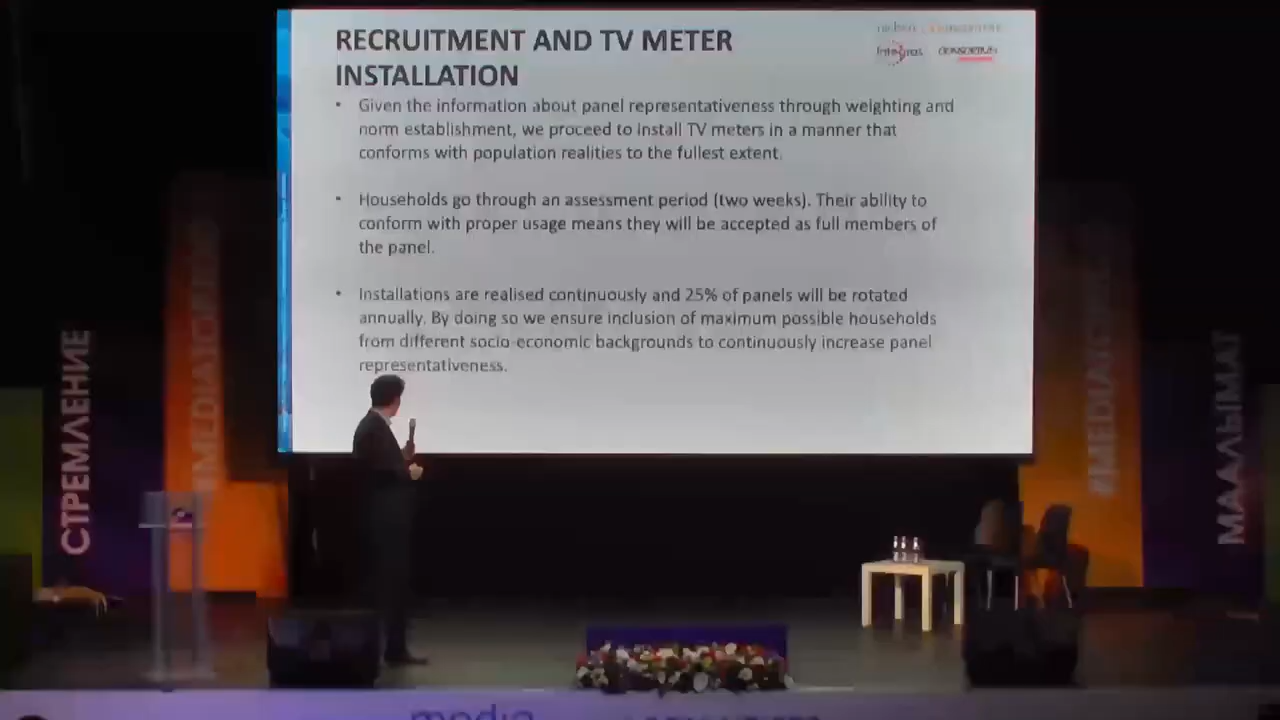 RECRUITMENT AND TV METER
INSTALLATION
• Given the information about panel representativeness through weighting and
norm establishment, we proceed to install TV meters in a manner that
conforms with population realities to the fullest extent.
• Households go through an assessment period (two weeks). Their ability to
conform with proper usage means they will be accepted as full members of
the panel.
• Installations are realised continuously and 25% of panels will be rotated
annually. By doing so we ensure inclusion of maximum possible households
from different socio-economic backgrounds to continuously increase panel
representativeness.
СТРЕМЛЕНИЕ
МААЛЫМАТ
media